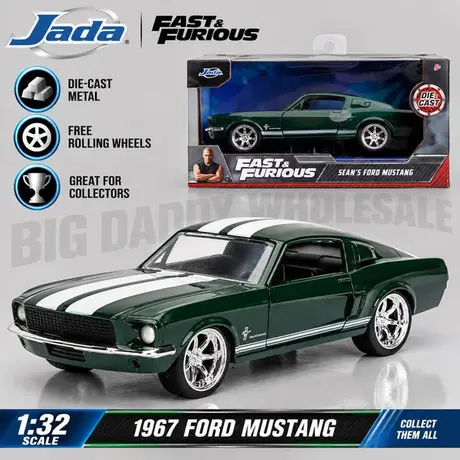 Jada
FAST &
FURIOUS
DIE-CAST
METAL
FREE
ROLLING WHEELS
GREAT FOR
COLLECTORS
Jada
DIE-
CAST
FAST &
FURIOUS
SEAN'S FORD MUSTANG
BIG DADDY WHOLESALE
MUSTANG
1:32
SCALE
1967 FORD MUSTANG
COLLECT
THEM ALL